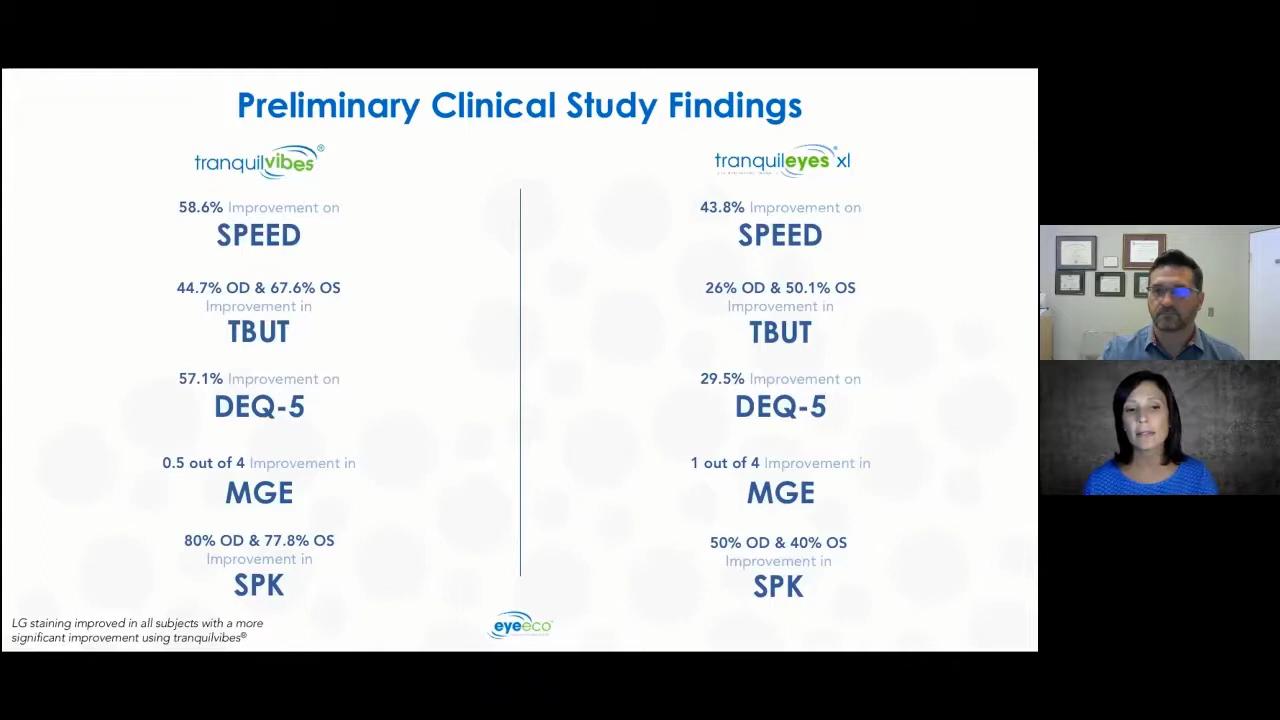 Preliminary Clinical Study Findings
tranquilvibes®
58.6% Improvement on
SPEED
44.7% OD & 67.6% OS
Improvement in
TBUT
57.1% Improvement on
DEQ-5
0.5 out of 4 Improvement in
MGE
80% OD & 77.8% OS
Improvement in
SPK
tranquileyes® xl
43.8% Improvement on
SPEED
26% OD & 50.1% OS
Improvement in
TBUT
29.5% Improvement on
DEQ-5
1 out of 4 Improvement in
MGE
50% OD & 40% OS
Improvement in
SPK
LG staining improved in all subjects with a more
significant improvement using tranquilvibes®
eyeeco